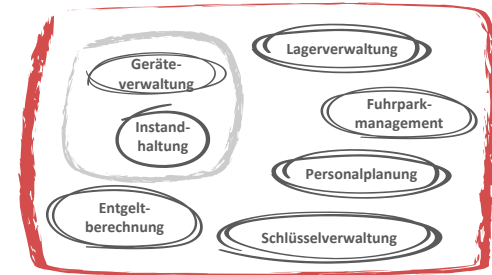 Geräte-
verwaltung
Instand-
haltung
Lagerverwaltung
Fuhrpark-
management
Personalplanung
Entgelt-
berechnung
Schlüsselverwaltung